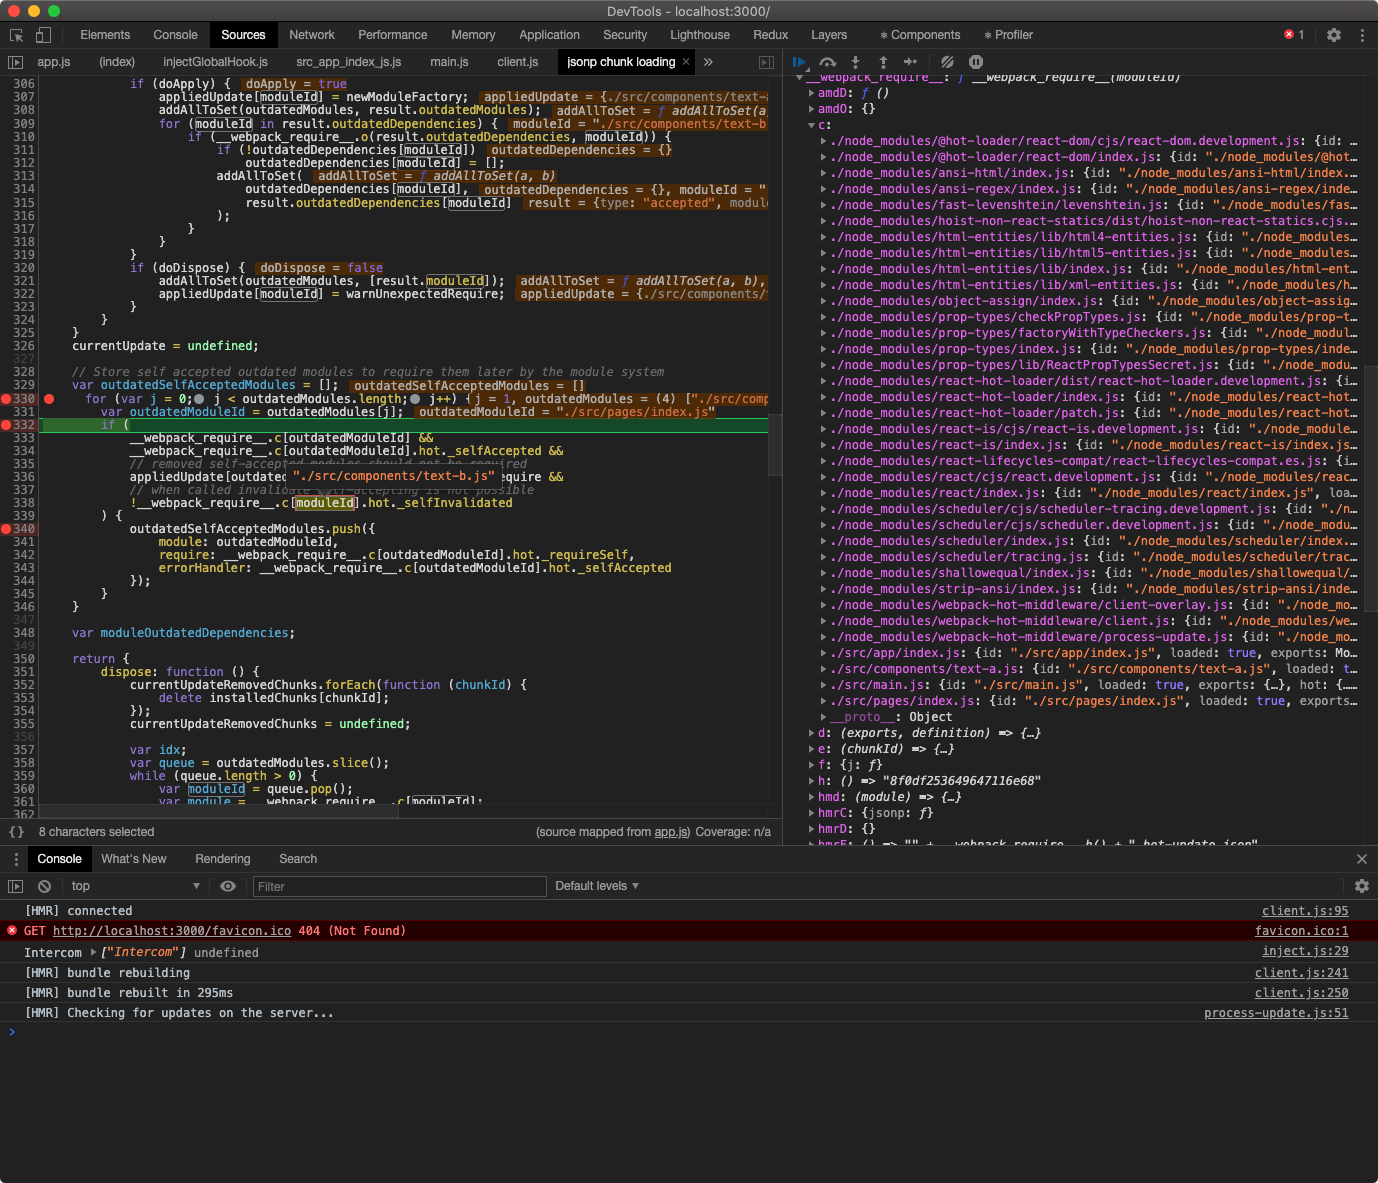 DevTools - localhost:3000/
Elements Console Sources Network Performance Memory Application Security Lighthouse Redux Layers ⚛ Components ⚛ Profiler 1
app.js (index) injectGlobalHook.js src_app_index_js.js main.js client.js jsonp chunk loading × »
306 if (doApply) { doApply = true
307 appliedUpdate[moduleId] = newModuleFactory; appliedUpdate = {./src/components/text-a
308 addAllToSet(outdatedModules, result.outdatedModules); addAllToSet = ƒ addAllToSet(a,
309 for (moduleId in result.outdatedDependencies) { moduleId = "./src/components/text-b
310 if (__webpack_require__.o(result.outdatedDependencies, moduleId)) {
311 if (!outdatedDependencies[moduleId]) outdatedDependencies = {}
312 outdatedDependencies[moduleId] = [];
313 addAllToSet( addAllToSet = ƒ addAllToSet(a, b)
314 outdatedDependencies[moduleId], outdatedDependencies = {}, moduleId = "
315 result.outdatedDependencies[moduleId] result = {type: "accepted", module
316 );
317 }
318 }
319 }
320 if (doDispose) { doDispose = false
321 addAllToSet(outdatedModules, [result.moduleId]); addAllToSet = ƒ addAllToSet(a, b),
322 appliedUpdate[moduleId] = warnUnexpectedRequire; appliedUpdate = {./src/components/t
323 }
324 }
325 }
326 currentUpdate = undefined;
327
328 // Store self accepted outdated modules to require them later by the module system
329 var outdatedSelfAcceptedModules = []; outdatedSelfAcceptedModules = []
330 for (var j = 0; j < outdatedModules.length; j++) { j = 1, outdatedModules = (4) ["./src/comp
331 var outdatedModuleId = outdatedModules[j]; outdatedModuleId = "./src/pages/index.js"
332 if (
333 __webpack_require__.c[outdatedModuleId] &&
334 __webpack_require__.c[outdatedModuleId].hot._selfAccepted &&
335 // removed self-accepted modules should not be required
336 appliedUpdate[outd "./src/components/text-b.js" quire &&
337 // when called invalidate self-accepting is not possible
338 !__webpack_require__.c[moduleId].hot._selfInvalidated
339 ) {
340 outdatedSelfAcceptedModules.push({
341 module: outdatedModuleId,
342 require: __webpack_require__.c[outdatedModuleId].hot._requireSelf,
343 errorHandler: __webpack_require__.c[outdatedModuleId].hot._selfAccepted
344 });
345 }
346 }
347
348 var moduleOutdatedDependencies;
349
350 return {
351 dispose: function () {
352 currentUpdateRemovedChunks.forEach(function (chunkId) {
353 delete installedChunks[chunkId];
354 });
355 currentUpdateRemovedChunks = undefined;
356
357 var idx;
358 var queue = outdatedModules.slice();
359 while (queue.length > 0) {
360 var moduleId = queue.pop();
361 var module = __webpack_require__.c[moduleId];
362
{} 8 characters selected (source mapped from app.js) Coverage: n/a
__webpack_require__: ƒ __webpack_require__(moduleId)
amdD: ƒ ()
amdO: {}
c:
./node_modules/@hot-loader/react-dom/cjs/react-dom.development.js: {id: …
./node_modules/@hot-loader/react-dom/index.js: {id: "./node_modules/@hot…
./node_modules/ansi-html/index.js: {id: "./node_modules/ansi-html/index.…
./node_modules/ansi-regex/index.js: {id: "./node_modules/ansi-regex/inde…
./node_modules/fast-levenshtein/levenshtein.js: {id: "./node_modules/fas…
./node_modules/hoist-non-react-statics/dist/hoist-non-react-statics.cjs.…
./node_modules/html-entities/lib/html4-entities.js: {id: "./node_modules…
./node_modules/html-entities/lib/html5-entities.js: {id: "./node_modules…
./node_modules/html-entities/lib/index.js: {id: "./node_modules/html-ent…
./node_modules/html-entities/lib/xml-entities.js: {id: "./node_modules/h…
./node_modules/object-assign/index.js: {id: "./node_modules/object-assig…
./node_modules/prop-types/checkPropTypes.js: {id: "./node_modules/prop-t…
./node_modules/prop-types/factoryWithTypeCheckers.js: {id: "./node_modul…
./node_modules/prop-types/index.js: {id: "./node_modules/prop-types/inde…
./node_modules/prop-types/lib/ReactPropTypesSecret.js: {id: "./node_modu…
./node_modules/react-hot-loader/dist/react-hot-loader.development.js: {i…
./node_modules/react-hot-loader/index.js: {id: "./node_modules/react-hot…
./node_modules/react-hot-loader/patch.js: {id: "./node_modules/react-hot…
./node_modules/react-is/cjs/react-is.development.js: {id: "./node_module…
./node_modules/react-is/index.js: {id: "./node_modules/react-is/index.js…
./node_modules/react-lifecycles-compat/react-lifecycles-compat.es.js: {i…
./node_modules/react/cjs/react.development.js: {id: "./node_modules/reac…
./node_modules/react/index.js: {id: "./node_modules/react/index.js", loa…
./node_modules/scheduler/cjs/scheduler-tracing.development.js: {id: "./n…
./node_modules/scheduler/cjs/scheduler.development.js: {id: "./node_modu…
./node_modules/scheduler/index.js: {id: "./node_modules/scheduler/index.…
./node_modules/scheduler/tracing.js: {id: "./node_modules/scheduler/trac…
./node_modules/shallowequal/index.js: {id: "./node_modules/shallowequal/…
./node_modules/strip-ansi/index.js: {id: "./node_modules/strip-ansi/inde…
./node_modules/webpack-hot-middleware/client-overlay.js: {id: "./node_mo…
./node_modules/webpack-hot-middleware/client.js: {id: "./node_modules/we…
./node_modules/webpack-hot-middleware/process-update.js: {id: "./node_mo…
./src/app/index.js: {id: "./src/app/index.js", loaded: true, exports: Mo…
./src/components/text-a.js: {id: "./src/components/text-a.js", loaded: t…
./src/main.js: {id: "./src/main.js", loaded: true, exports: {…}, hot: {……
./src/pages/index.js: {id: "./src/pages/index.js", loaded: true, exports…
__proto__: Object
d: (exports, definition) => {…}
e: (chunkId) => {…}
f: {j: ƒ}
h: () => "8f0df253649647116e68"
hmd: (module) => {…}
hmrC: {jsonp: ƒ}
hmrD: {}
hmrF: () => "" + __webpack_require__.h() + ".hot-update.json"
Console What's New Rendering Search
top Filter Default levels ▼
[HMR] connected client.js:95
GET http://localhost:3000/favicon.ico 404 (Not Found) favicon.ico:1
Intercom ["Intercom"] undefined inject.js:29
[HMR] bundle rebuilding client.js:241
[HMR] bundle rebuilt in 295ms client.js:250
[HMR] Checking for updates on the server... process-update.js:51